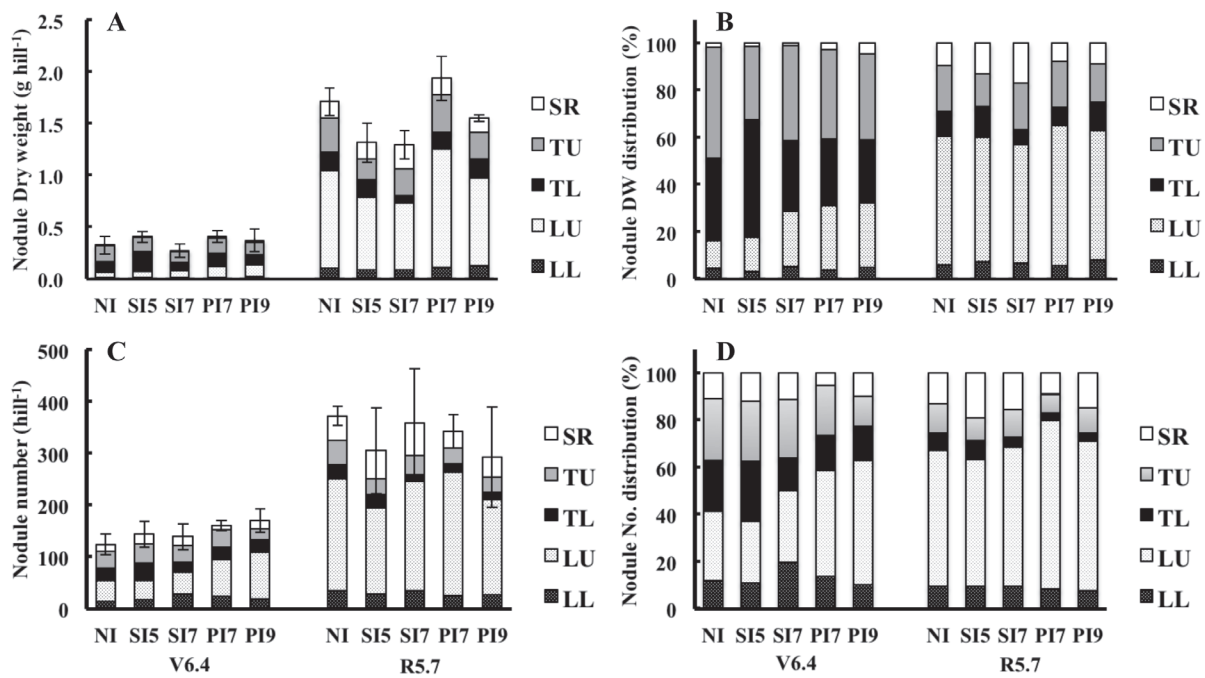 A
Nodule Dry weight (g hill⁻¹)
2.5
2.0
1.5
1.0
0.5
0.0
NI SI5 SI7 PI7 PI9 NI SI5 SI7 PI7 PI9
SR
TU
TL
LU
LL
B
Nodule DW distribution (%)
100
80
60
40
20
0
NI SI5 SI7 PI7 PI9 NI SI5 SI7 PI7 PI9
SR
TU
TL
LU
LL
C
Nodule number (hill⁻¹)
500
400
300
200
100
0
NI SI5 SI7 PI7 PI9 NI SI5 SI7 PI7 PI9
V6.4 R5.7
SR
TU
TL
LU
LL
D
Nodule No. distribution (%)
100
80
60
40
20
0
NI SI5 SI7 PI7 PI9 NI SI5 SI7 PI7 PI9
V6.4 R5.7
SR
TU
TL
LU
LL